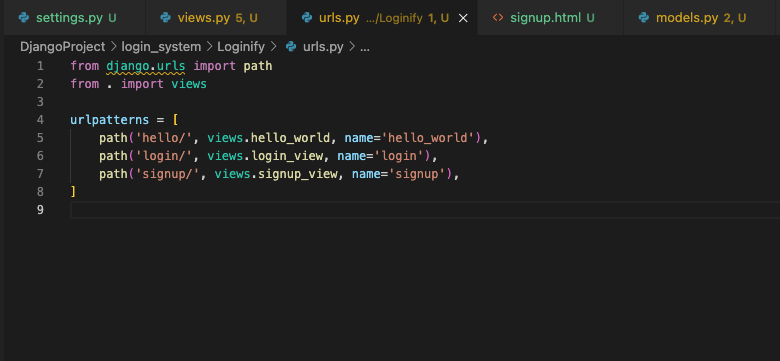 settings.py U views.py 5, U urls.py .../Loginify 1, U × <> signup.html U models.py 2, U
DjangoProject > login_system > Loginify > urls.py > ...
1 from django.urls import path
2 from . import views
3
4 urlpatterns = [
5     path('hello/', views.hello_world, name='hello_world'),
6     path('login/', views.login_view, name='login'),
7     path('signup/', views.signup_view, name='signup'),
8 ]
9